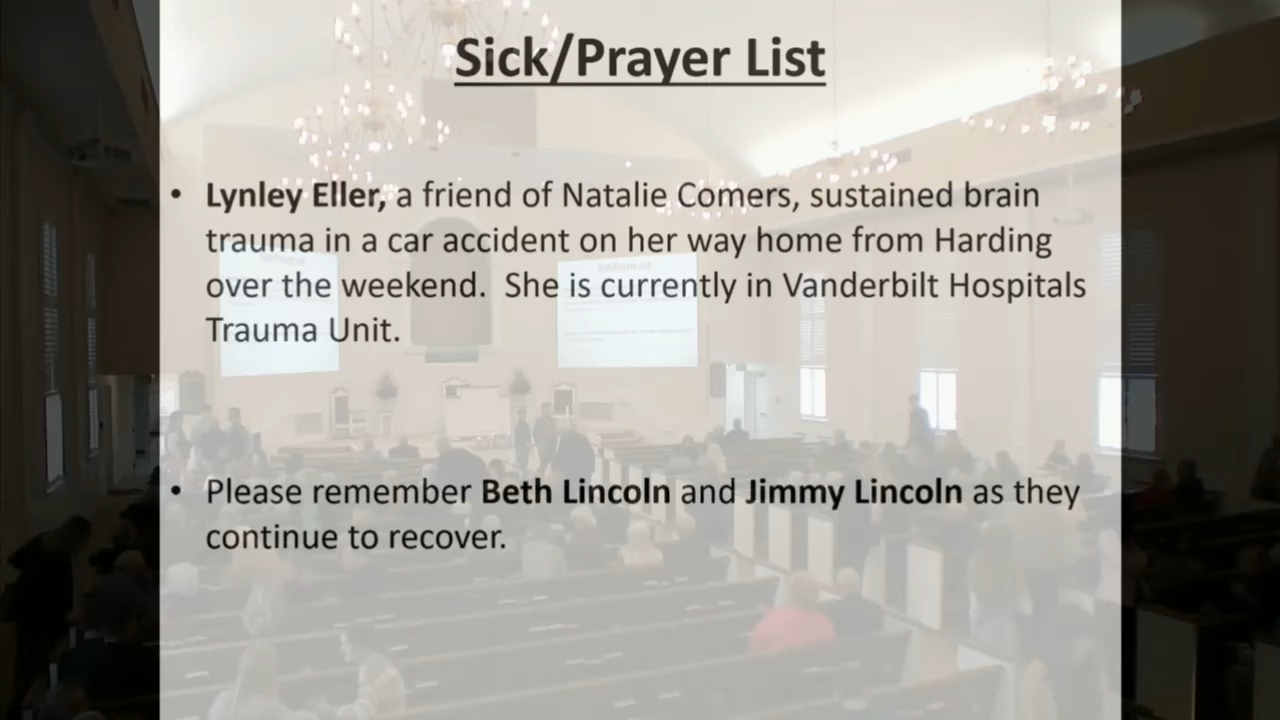 Sick/Prayer List
• Lynley Eller, a friend of Natalie Comers, sustained brain
trauma in a car accident on her way home from Harding
over the weekend.  She is currently in Vanderbilt Hospitals
Trauma Unit.
• Please remember Beth Lincoln and Jimmy Lincoln as they
continue to recover.